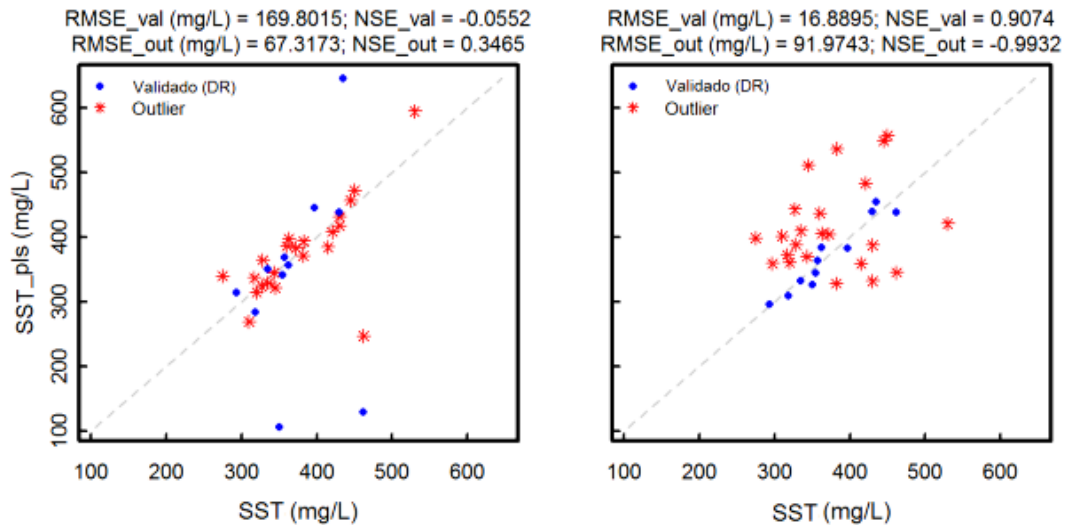 RMSE_val (mg/L) = 169.8015; NSE_val = -0.0552
RMSE_out (mg/L) = 67.3173; NSE_out = 0.3465
Validado (DR)
Outlier
SST_pls (mg/L)
600
500
400
300
200
100
100 200 300 400 500 600
SST (mg/L)
RMSE_val (mg/L) = 16.8895; NSE_val = 0.9074
RMSE_out (mg/L) = 91.9743; NSE_out = -0.9932
Validado (DR)
Outlier
100 200 300 400 500 600
SST (mg/L)